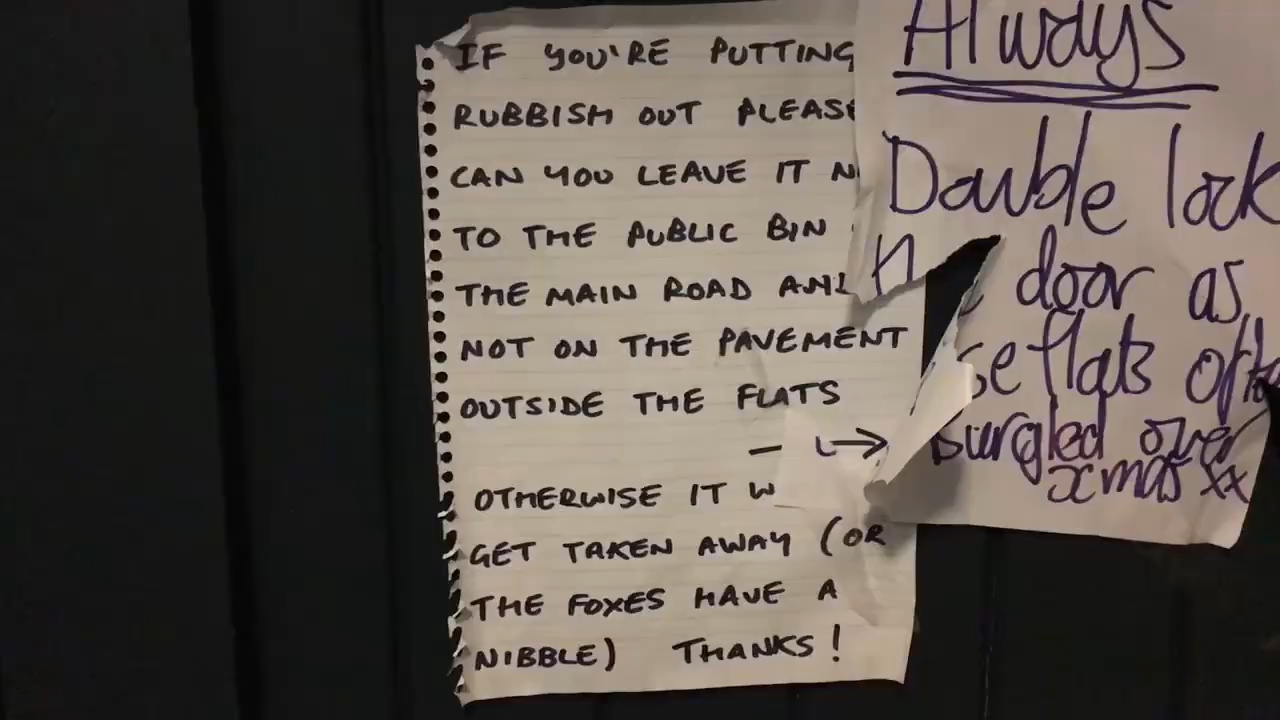 IF YOU'RE PUTTING
RUBBISH OUT PLEASE
CAN YOU LEAVE IT N
TO THE PUBLIC BIN
THE MAIN ROAD AND
NOT ON THE PAVEMENT
OUTSIDE THE FLATS
OTHERWISE IT W
GET TAKEN AWAY (OR
THE FOXES HAVE A
NIBBLE) THANKS!
Always
Double lock
door as
flats often
Burgled over
xmas xx